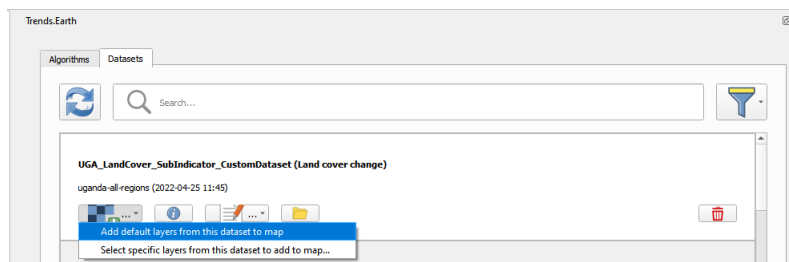 Trends.Earth
Algorithms Datasets
Search...
UGA_LandCover_SubIndicator_CustomDataset (Land cover change)
uganda-all-regions (2022-04-25 11:45)
... ...
Add default layers from this dataset to map
Select specific layers from this dataset to add to map...